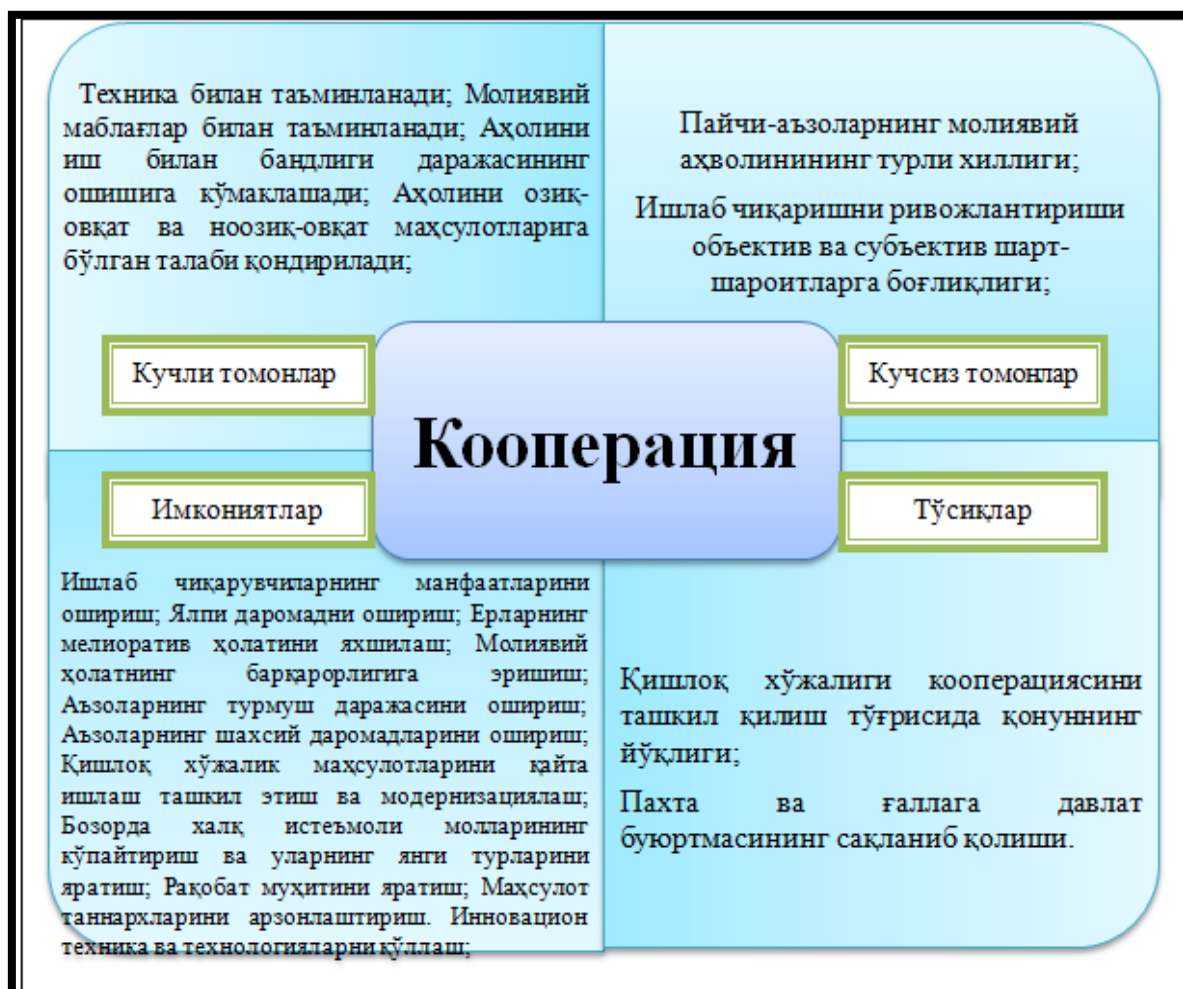 Техника билан таъминланади; Молиявий
маблағлар билан таъминланади; Аҳолини
иш билан бандлиги даражасининг
ошишига кўмаклашади; Аҳолини озиқ-
овқат ва ноозиқ-овқат маҳсулотларига
бўлган талаби қондирилади;
Кучли томонлар
Пайчи-аъзоларнинг молиявий
аҳволинининг турли хиллиги;
Ишлаб чиқаришни ривожлантириши
объектив ва субъектив шарт-
шароитларга боғлиқлиги;
Кучсиз томонлар
Кооперация
Имкониятлар
Ишлаб чиқарувчиларнинг манфаатларини
ошириш; Ялпи даромадни ошириш; Ерларнинг
мелиоратив ҳолатини яхшилаш; Молиявий
ҳолатнинг барқарорлигига эришиш;
Аъзоларнинг турмуш даражасини ошириш;
Аъзоларнинг шахсий даромадларини ошириш;
Қишлоқ хўжалик маҳсулотларини қайта
ишлаш ташкил этиш ва модернизациялаш;
Бозорда халқ истеъмоли молларининг
кўпайтириш ва уларнинг янги турларини
яратиш; Рақобат муҳитини яратиш; Маҳсулот
таннархларини арзонлаштириш. Инновацион
техника ва технологияларни қўллаш;
Тўсиқлар
Қишлоқ хўжалиги кооперациясини
ташкил қилиш тўғрисида қонуннинг
йўқлиги;
Пахта ва ғаллага давлат
буюртмасининг сақланиб қолиши.